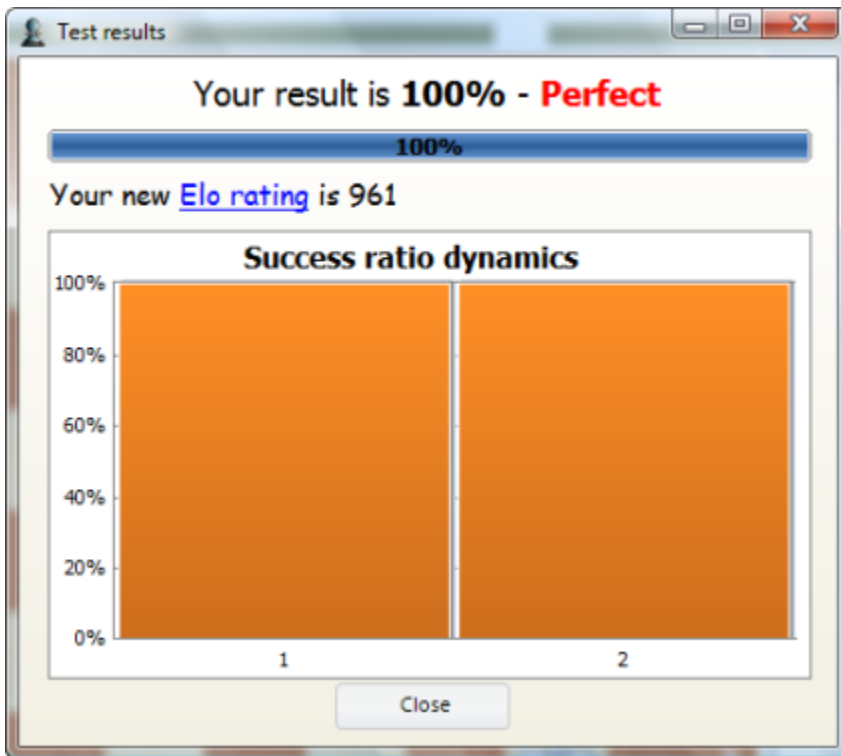 Test results
Your result is 100% - Perfect
100%
Your new Elo rating is 961
Success ratio dynamics
100%
80%
60%
40%
20%
0%
1 2
Close